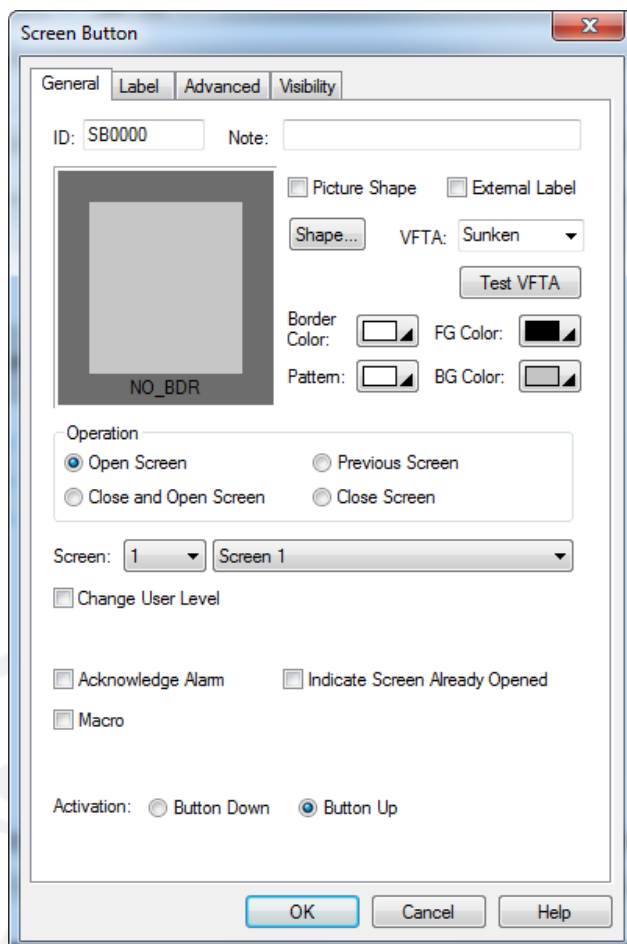 Screen Button
General Label Advanced Visibility
ID: SB0000 Note:
Picture Shape External Label
Shape... VFTA: Sunken
Test VFTA
Border Color: FG Color:
Pattern: BG Color:
NO_BDR
Operation
Open Screen Previous Screen
Close and Open Screen Close Screen
Screen: 1 Screen 1
Change User Level
Acknowledge Alarm Indicate Screen Already Opened
Macro
Activation: Button Down Button Up
OK Cancel Help